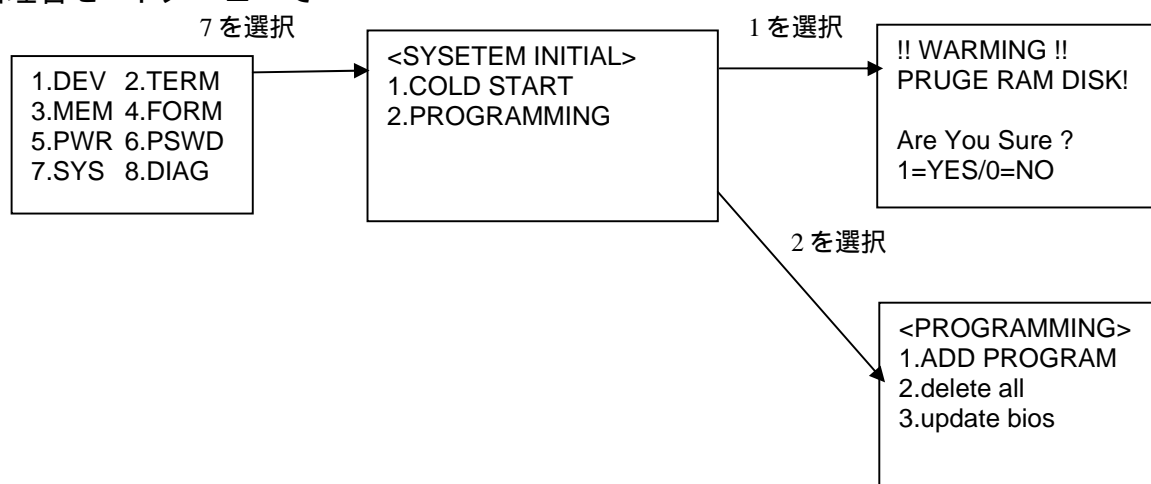 7 を選択
1 を選択
1.DEV 2.TERM
3.MEM 4.FORM
5.PWR 6.PSWD
7.SYS 8.DIAG
<SYSETEM INITIAL>
1.COLD START
2.PROGRAMMING
!! WARMING !!
PRUGE RAM DISK!
Are You Sure ?
1=YES/0=NO
2 を選択
<PROGRAMMING>
1.ADD PROGRAM
2.delete all
3.update bios